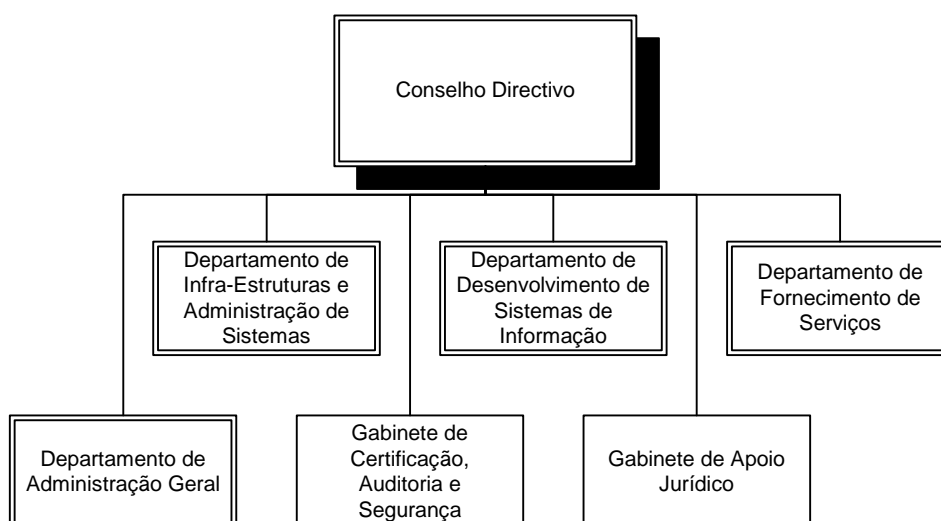 Conselho Directivo
Departamento de
Infra-Estruturas e
Administração de
Sistemas
Departamento de
Desenvolvimento de
Sistemas de
Informação
Departamento de
Fornecimento de
Serviços
Departamento de
Administração Geral
Gabinete de
Certificação,
Auditoria e
Segurança
Gabinete de Apoio
Jurídico